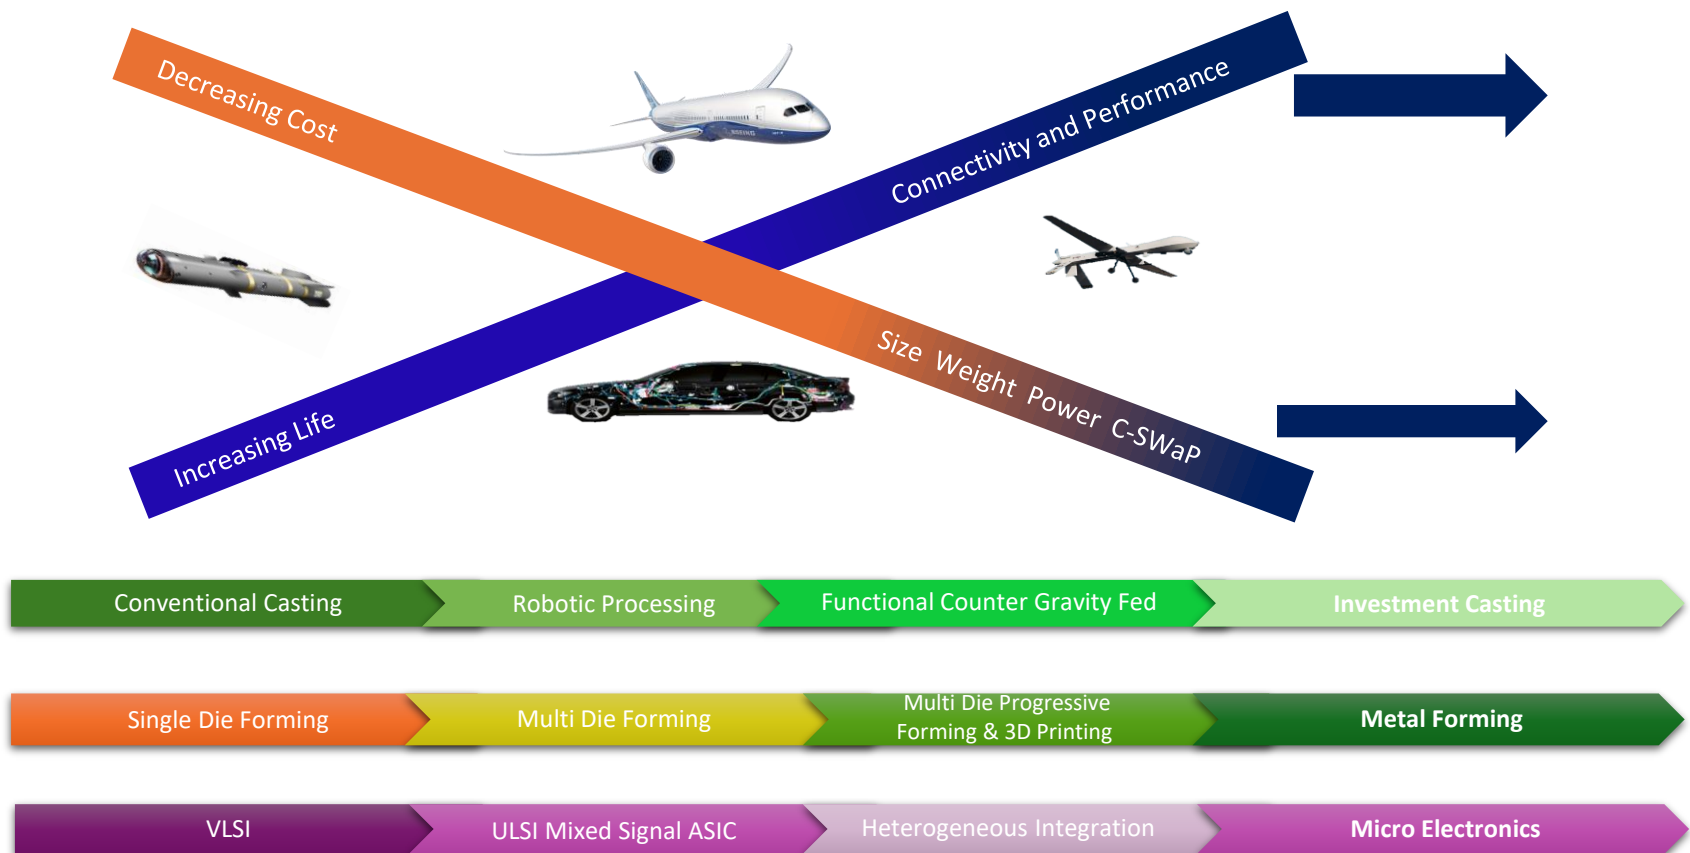 Decreasing Cost
Connectivity and Performance
BOEING
Size Weight Power C-SWaP
Increasing Life
Conventional Casting
Robotic Processing
Functional Counter Gravity Fed
Investment Casting
Single Die Forming
Multi Die Forming
Multi Die Progressive
Forming & 3D Printing
Metal Forming
VLSI
ULSI Mixed Signal ASIC
Heterogeneous Integration
Micro Electronics